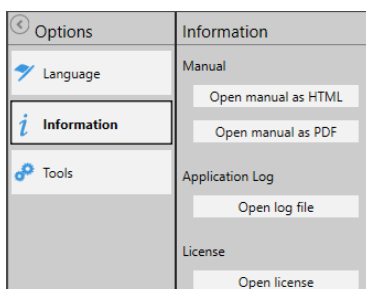 Options
Language
Information
Tools
Information
Manual
Open manual as HTML
Open manual as PDF
Application Log
Open log file
License
Open license